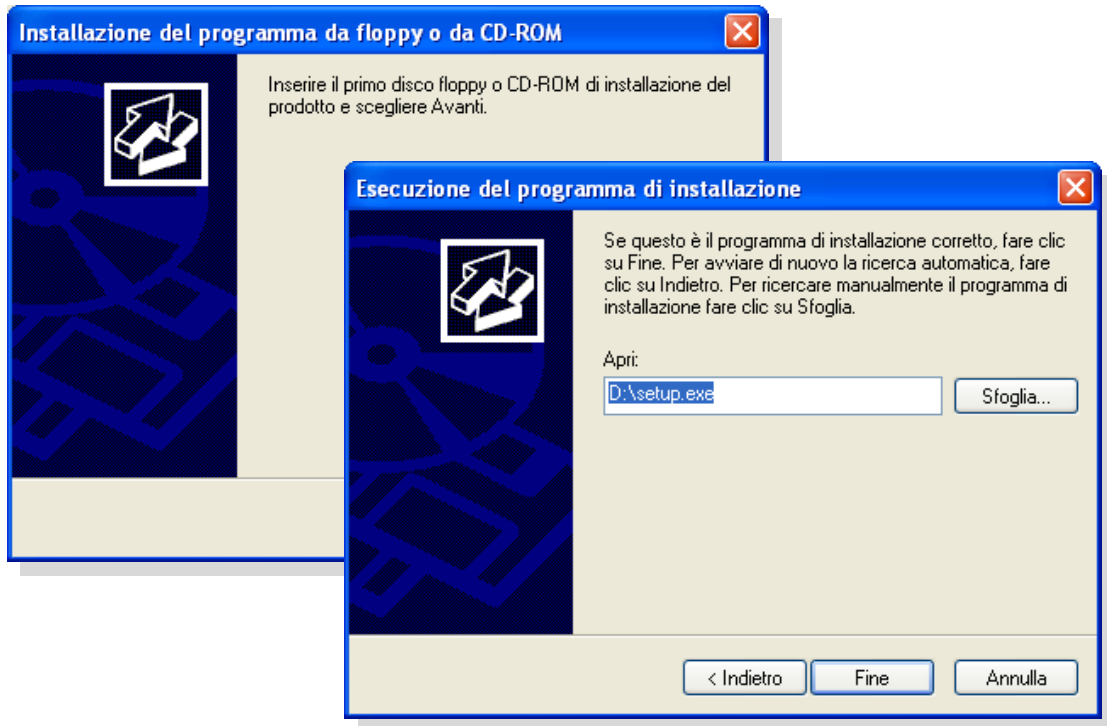 Installazione del programma da floppy o da CD-ROM
Inserire il primo disco floppy o CD-ROM di installazione del
prodotto e scegliere Avanti.
Esecuzione del programma di installazione
Se questo è il programma di installazione corretto, fare clic
su Fine. Per avviare di nuovo la ricerca automatica, fare
clic su Indietro. Per ricercare manualmente il programma di
installazione fare clic su Sfoglia.
Apri:
D:\setup.exe
Sfoglia...
< Indietro
Fine
Annulla